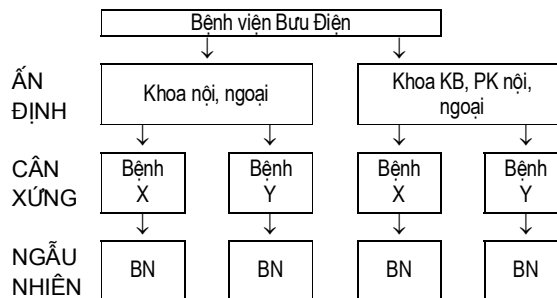 Bệnh viện Bưu Điện
ẤN
ĐỊNH
Khoa nội, ngoại
Khoa KB, PK nội,
ngoại
CÂN
XỨNG
Bệnh
X
Bệnh
Y
Bệnh
X
Bệnh
Y
NGẪU
NHIÊN
BN
BN
BN
BN